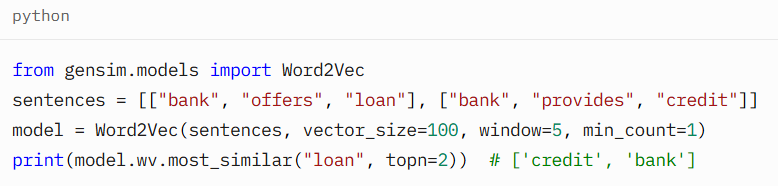 python
from gensim.models import Word2Vec
sentences = [["bank", "offers", "loan"], ["bank", "provides", "credit"]]
model = Word2Vec(sentences, vector_size=100, window=5, min_count=1)
print(model.wv.most_similar("loan", topn=2))  # ['credit', 'bank']